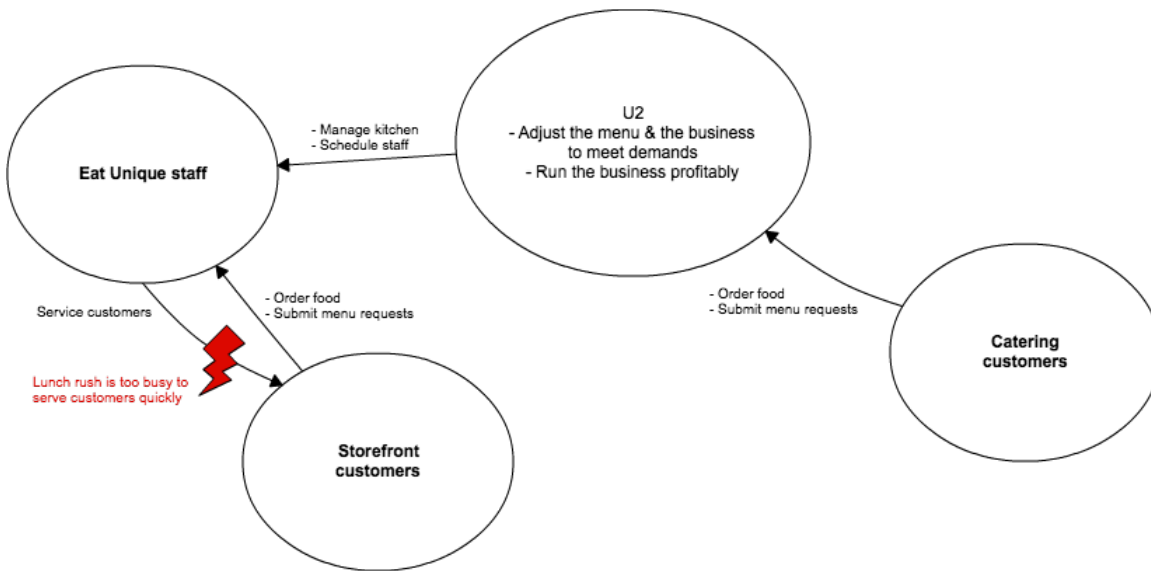 U2
- Adjust the menu & the business
to meet demands
- Run the business profitably
- Manage kitchen
- Schedule staff
Eat Unique staff
- Order food
- Submit menu requests
Service customers
- Order food
- Submit menu requests
Catering
customers
Lunch rush is too busy to
serve customers quickly
Storefront
customers